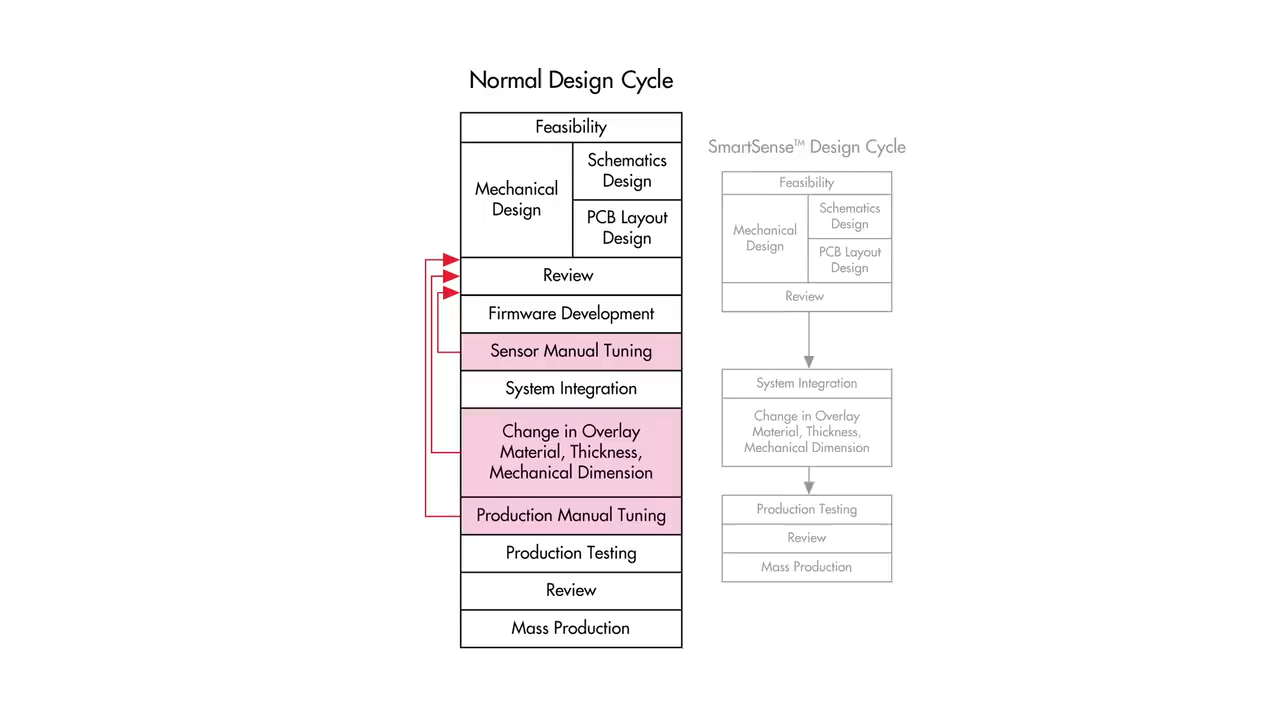 Normal Design Cycle
Feasibility
Mechanical
Design
Schematics
Design
PCB Layout
Design
Review
Firmware Development
Sensor Manual Tuning
System Integration
Change in Overlay
Material, Thickness,
Mechanical Dimension
Production Manual Tuning
Production Testing
Review
Mass Production
SmartSense™ Design Cycle
Feasibility
Mechanical
Design
Schematics
Design
PCB Layout
Design
Review
System Integration
Change in Overlay
Material, Thickness,
Mechanical Dimension
Production Testing
Review
Mass Production